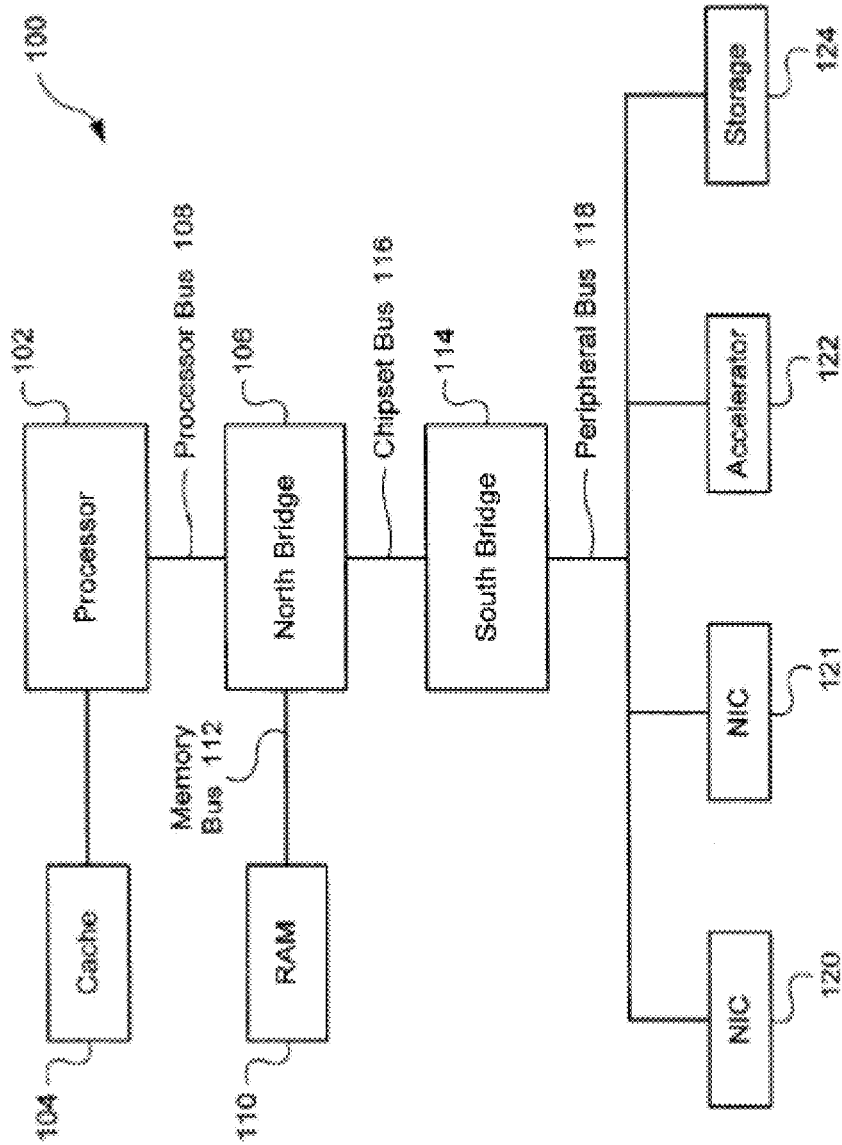 100
102
Processor
Cache
104
Processor Bus 108
106
North Bridge
Memory
Bus 112
RAM
110
Chipset Bus 116
114
South Bridge
Peripheral Bus 118
NIC
NIC
Accelerator
Storage
120
121
122
124